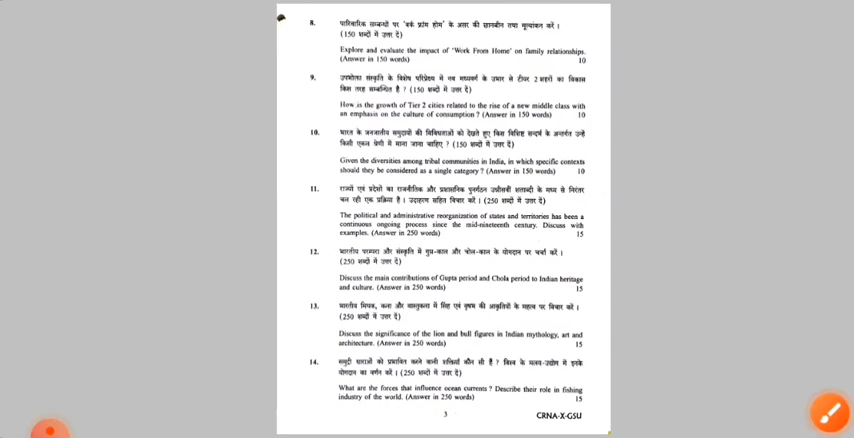 8. पारिवारिक सम्बन्धों पर 'वर्क फ्रॉम होम' के असर की छानबीन तथा मूल्यांकन करें ।
(150 शब्दों में उत्तर दें)
Explore and evaluate the impact of 'Work From Home' on family relationships.
(Answer in 150 words) 10
9. उपभोक्ता संस्कृति के विशेष परिप्रेक्ष्य में नव मध्यवर्ग के उभार से टीयर 2 शहरों का विकास
किस तरह सम्बन्धित है ? (150 शब्दों में उत्तर दें)
How is the growth of Tier 2 cities related to the rise of a new middle class with
an emphasis on the culture of consumption ? (Answer in 150 words) 10
10. भारत के जनजातीय समुदायों की विविधताओं को देखते हुए किस विशिष्ट सन्दर्भ के अन्तर्गत उन्हें
किसी एकल श्रेणी में माना जाना चाहिए ? (150 शब्दों में उत्तर दें)
Given the diversities among tribal communities in India, in which specific contexts
should they be considered as a single category ? (Answer in 150 words) 10
11. राज्यों एवं प्रदेशों का राजनीतिक और प्रशासनिक पुनर्गठन उन्नीसवीं शताब्दी के मध्य से निरंतर
चल रही एक प्रक्रिया है । उदाहरण सहित विचार करें । (250 शब्दों में उत्तर दें)
The political and administrative reorganization of states and territories has been a
continuous ongoing process since the mid-nineteenth century. Discuss with
examples. (Answer in 250 words) 15
12. भारतीय परम्परा और संस्कृति में गुप्त-काल और चोल-काल के योगदान पर चर्चा करें ।
(250 शब्दों में उत्तर दें)
Discuss the main contributions of Gupta period and Chola period to Indian heritage
and culture. (Answer in 250 words) 15
13. भारतीय मिथक, कला और वास्तुकला में सिंह एवं वृषभ की आकृतियों के महत्व पर विचार करें ।
(250 शब्दों में उत्तर दें)
Discuss the significance of the lion and bull figures in Indian mythology, art and
architecture. (Answer in 250 words) 15
14. समुद्री धाराओं को प्रभावित करने वाली शक्तियाँ कौन सी हैं ? विश्व के मत्स्य-उद्योग में इनके
योगदान का वर्णन करें । (250 शब्दों में उत्तर दें)
What are the forces that influence ocean currents ? Describe their role in fishing
industry of the world. (Answer in 250 words) 15
3 CRNA-X-GSU